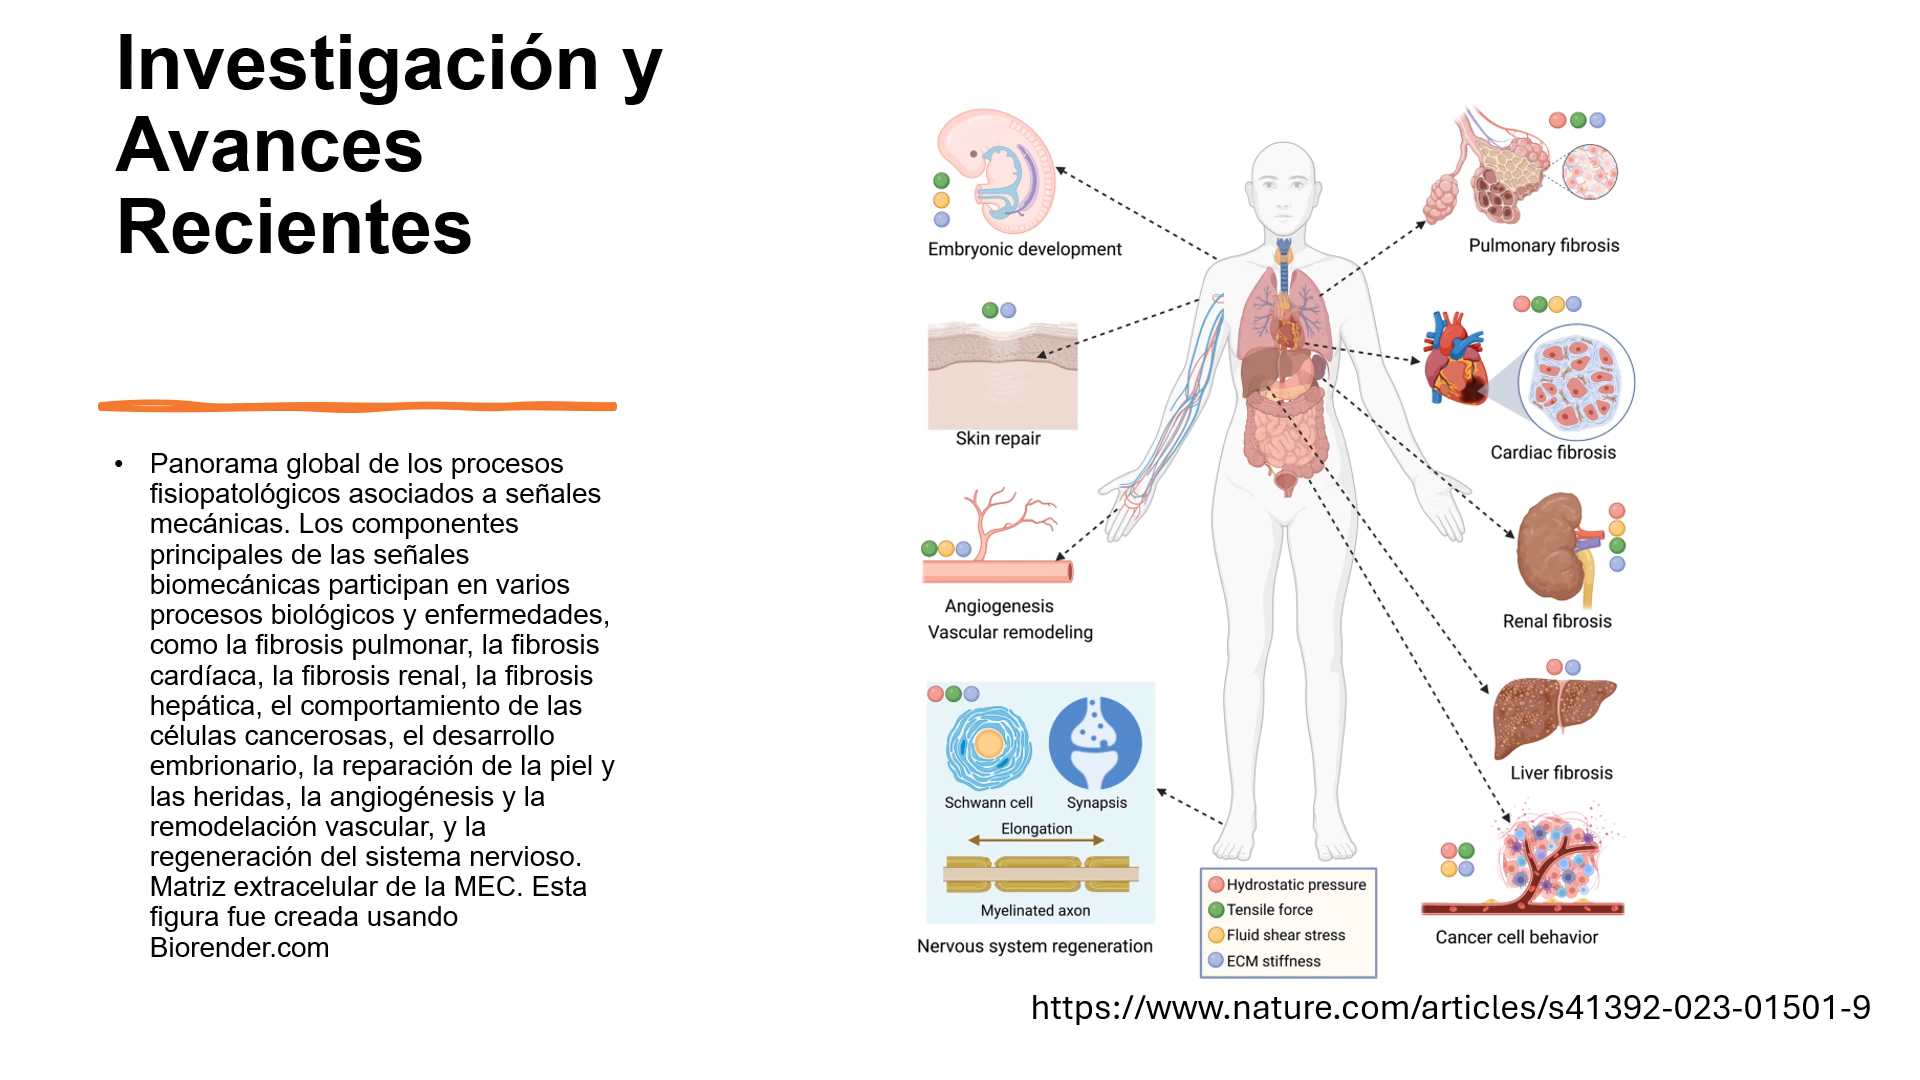 Investigación y
Avances
Recientes
• Panorama global de los procesos
fisiopatológicos asociados a señales
mecánicas. Los componentes
principales de las señales
biomecánicas participan en varios
procesos biológicos y enfermedades,
como la fibrosis pulmonar, la fibrosis
cardíaca, la fibrosis renal, la fibrosis
hepática, el comportamiento de las
células cancerosas, el desarrollo
embrionario, la reparación de la piel y
las heridas, la angiogénesis y la
remodelación vascular, y la
regeneración del sistema nervioso.
Matriz extracelular de la MEC. Esta
figura fue creada usando
Biorender.com
Embryonic development
Skin repair
Angiogenesis
Vascular remodeling
Schwann cell
Synapsis
Elongation
Myelinated axon
Nervous system regeneration
Pulmonary fibrosis
Cardiac fibrosis
Renal fibrosis
Liver fibrosis
Cancer cell behavior
Hydrostatic pressure
Tensile force
Fluid shear stress
ECM stiffness
https://www.nature.com/articles/s41392-023-01501-9